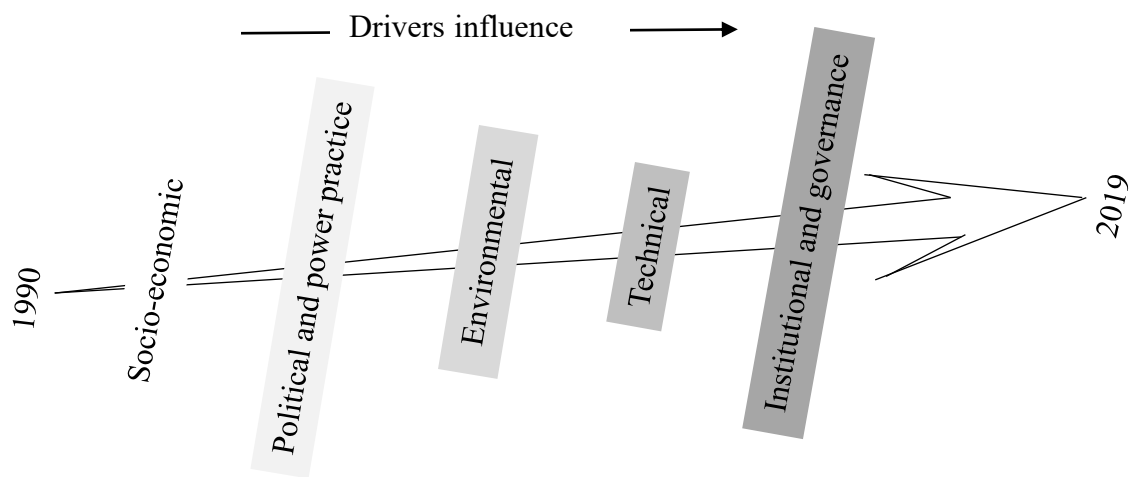 Drivers influence
1990
Socio-economic
Political and power practice
Environmental
Technical
Institutional and governance
2019